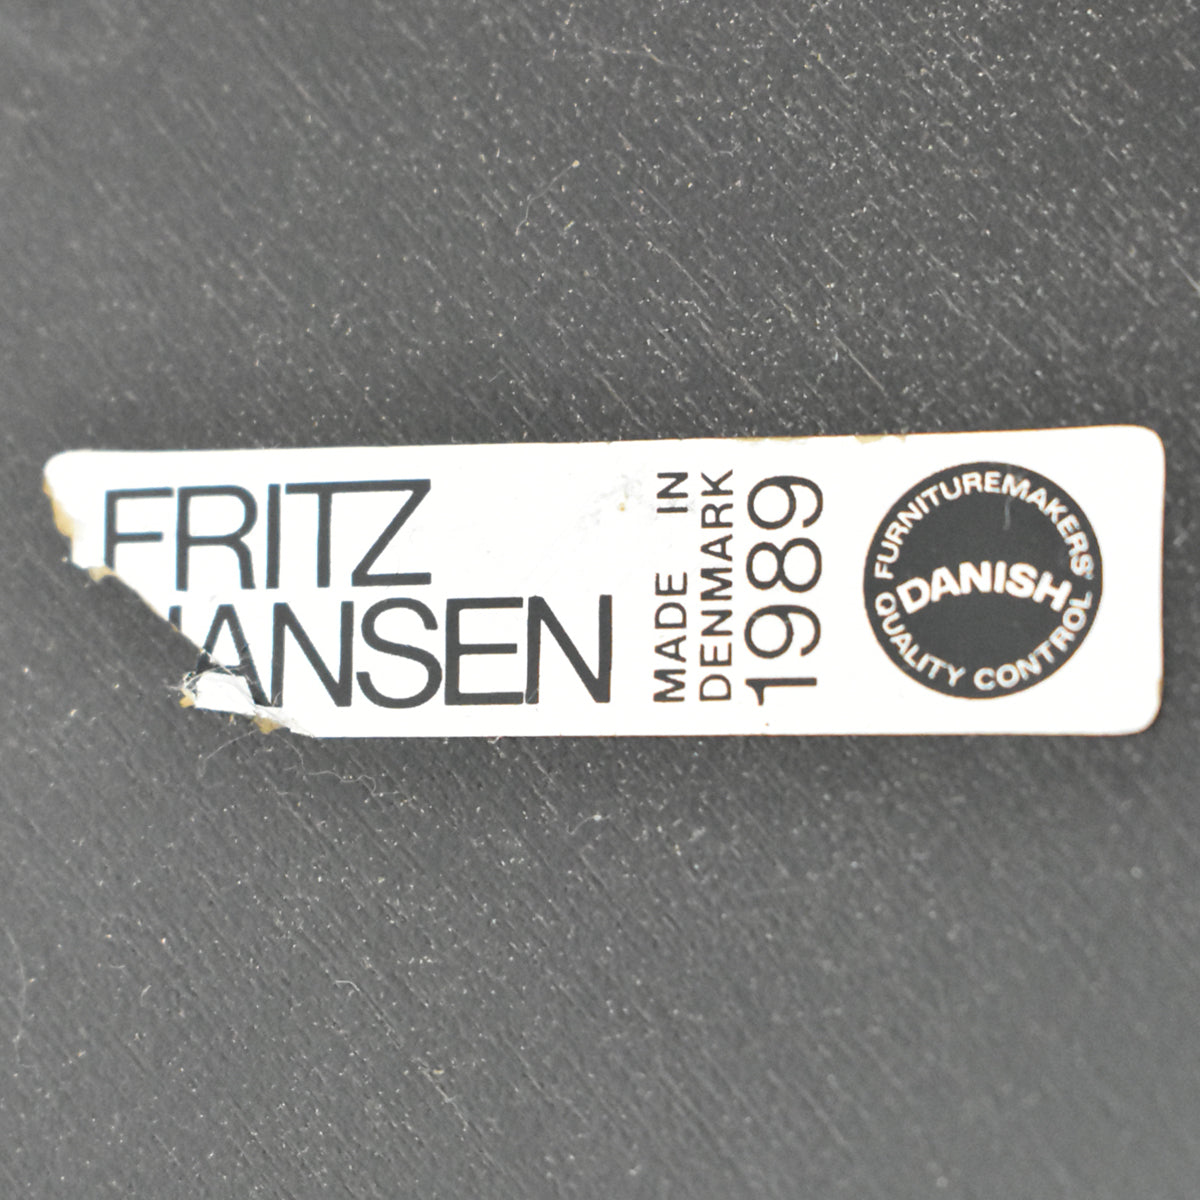 FRITZ
HANSEN
MADE IN
DENMARK
1989
FURNITUREMAKERS'
DANISH
QUALITY CONTROL